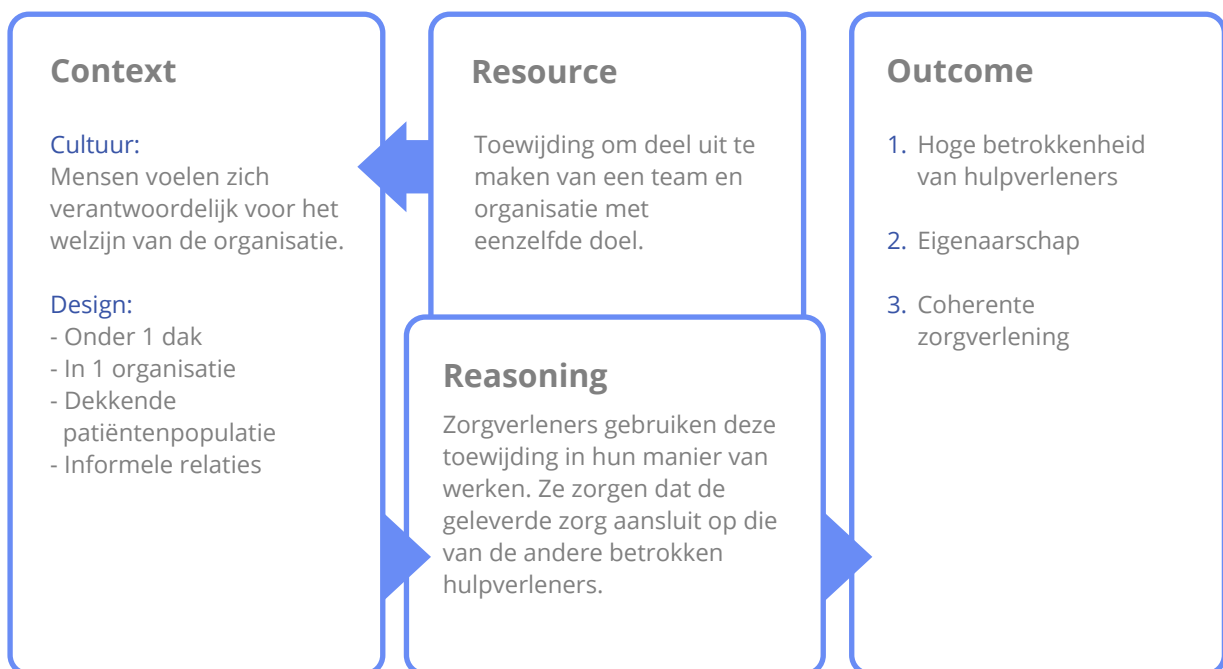 Context
Cultuur:
Mensen voelen zich
verantwoordelijk voor het
welzijn van de organisatie.
Design:
- Onder 1 dak
- In 1 organisatie
- Dekkende
patiëntenpopulatie
- Informele relaties
Resource
Toewijding om deel uit te
maken van een team en
organisatie met
eenzelfde doel.
Reasoning
Zorgverleners gebruiken deze
toewijding in hun manier van
werken. Ze zorgen dat de
geleverde zorg aansluit op die
van de andere betrokken
hulpverleners.
Outcome
1. Hoge betrokkenheid
van hulpverleners
2. Eigenaarschap
3. Coherente
zorgverlening